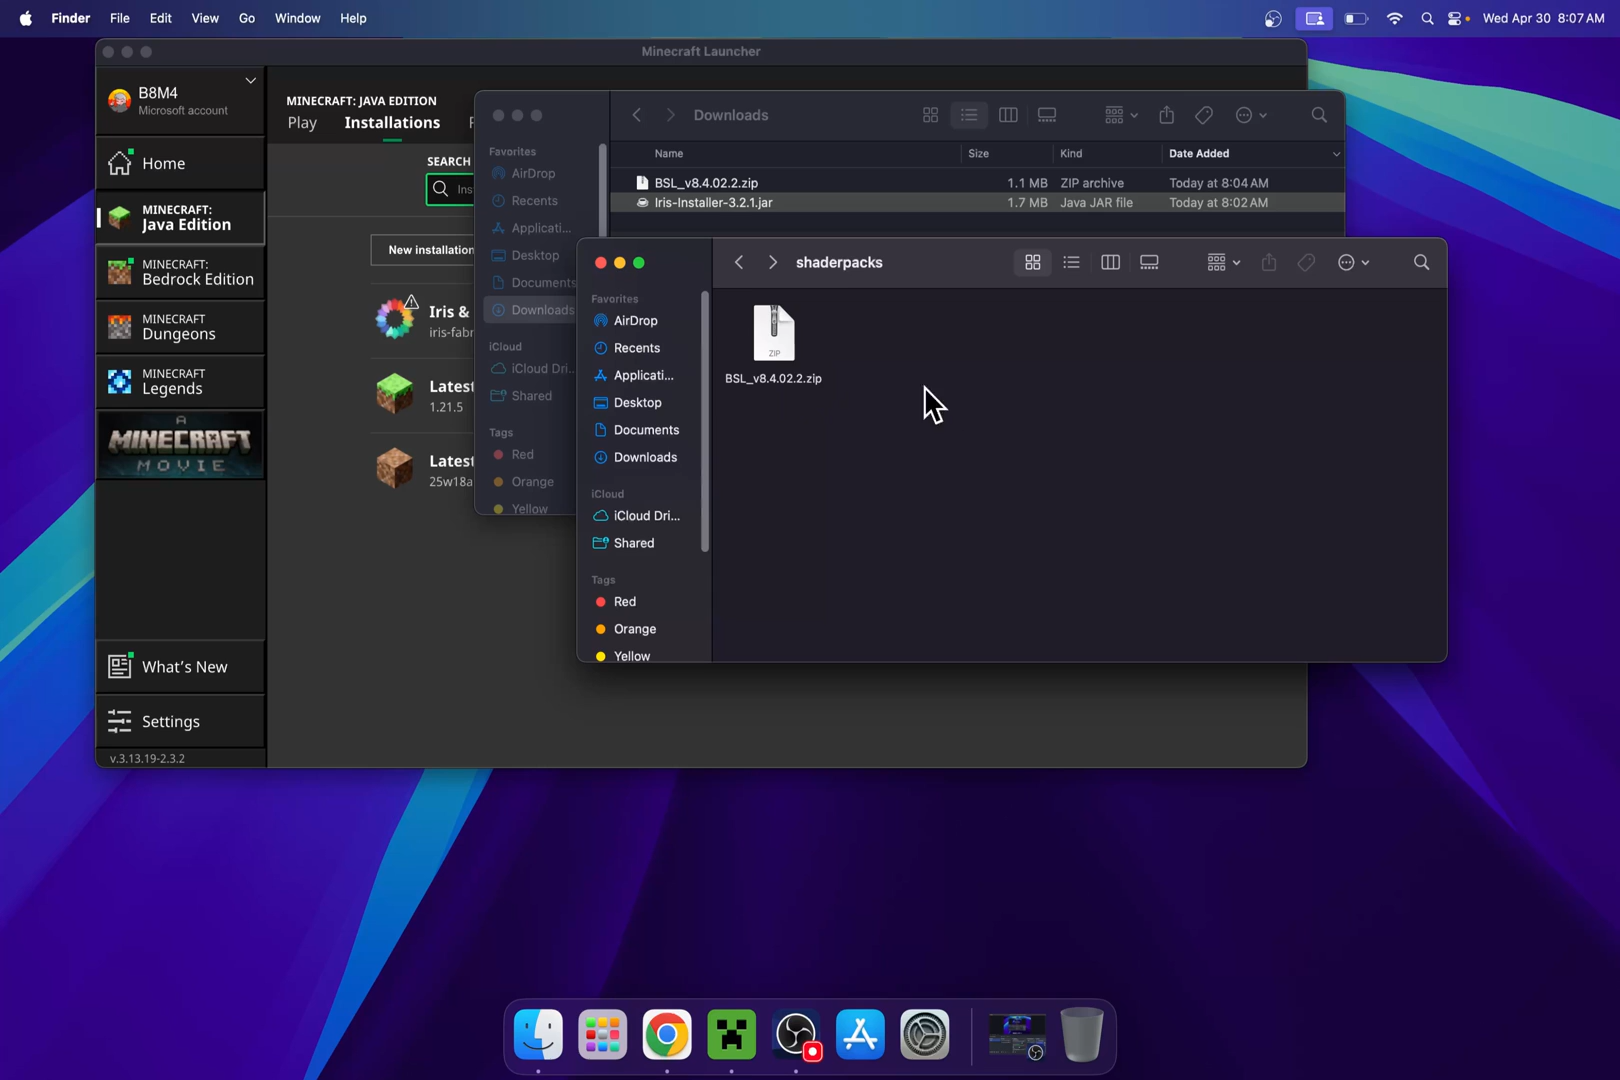 Finder File Edit View Go Window Help
Wed Apr 30 8:07 AM
Minecraft Launcher
B8M4
Microsoft account
Home
MINECRAFT:
Java Edition
MINECRAFT:
Bedrock Edition
MINECRAFT
Dungeons
MINECRAFT
Legends
A
MINECRAFT
MOVIE
What's New
Settings
v.3.13.19-2.3.2
MINECRAFT: JAVA EDITION
Play Installations
SEARCH
Ins
New installation
Iris &
iris-fabr
Latest
1.21.5
Latest
25w18a
Favorites
AirDrop
Recents
Applicati...
Desktop
Documents
Downloads
iCloud
iCloud Dri...
Shared
Tags
Red
Orange
Yellow
Downloads
Name Size Kind Date Added
BSL_v8.4.02.2.zip 1.1 MB ZIP archive Today at 8:04 AM
Iris-Installer-3.2.1.jar 1.7 MB Java JAR file Today at 8:02 AM
Favorites
AirDrop
Recents
Applicati...
Desktop
Documents
Downloads
iCloud
iCloud Dri...
Shared
Tags
Red
Orange
Yellow
shaderpacks
ZIP
BSL_v8.4.02.2.zip